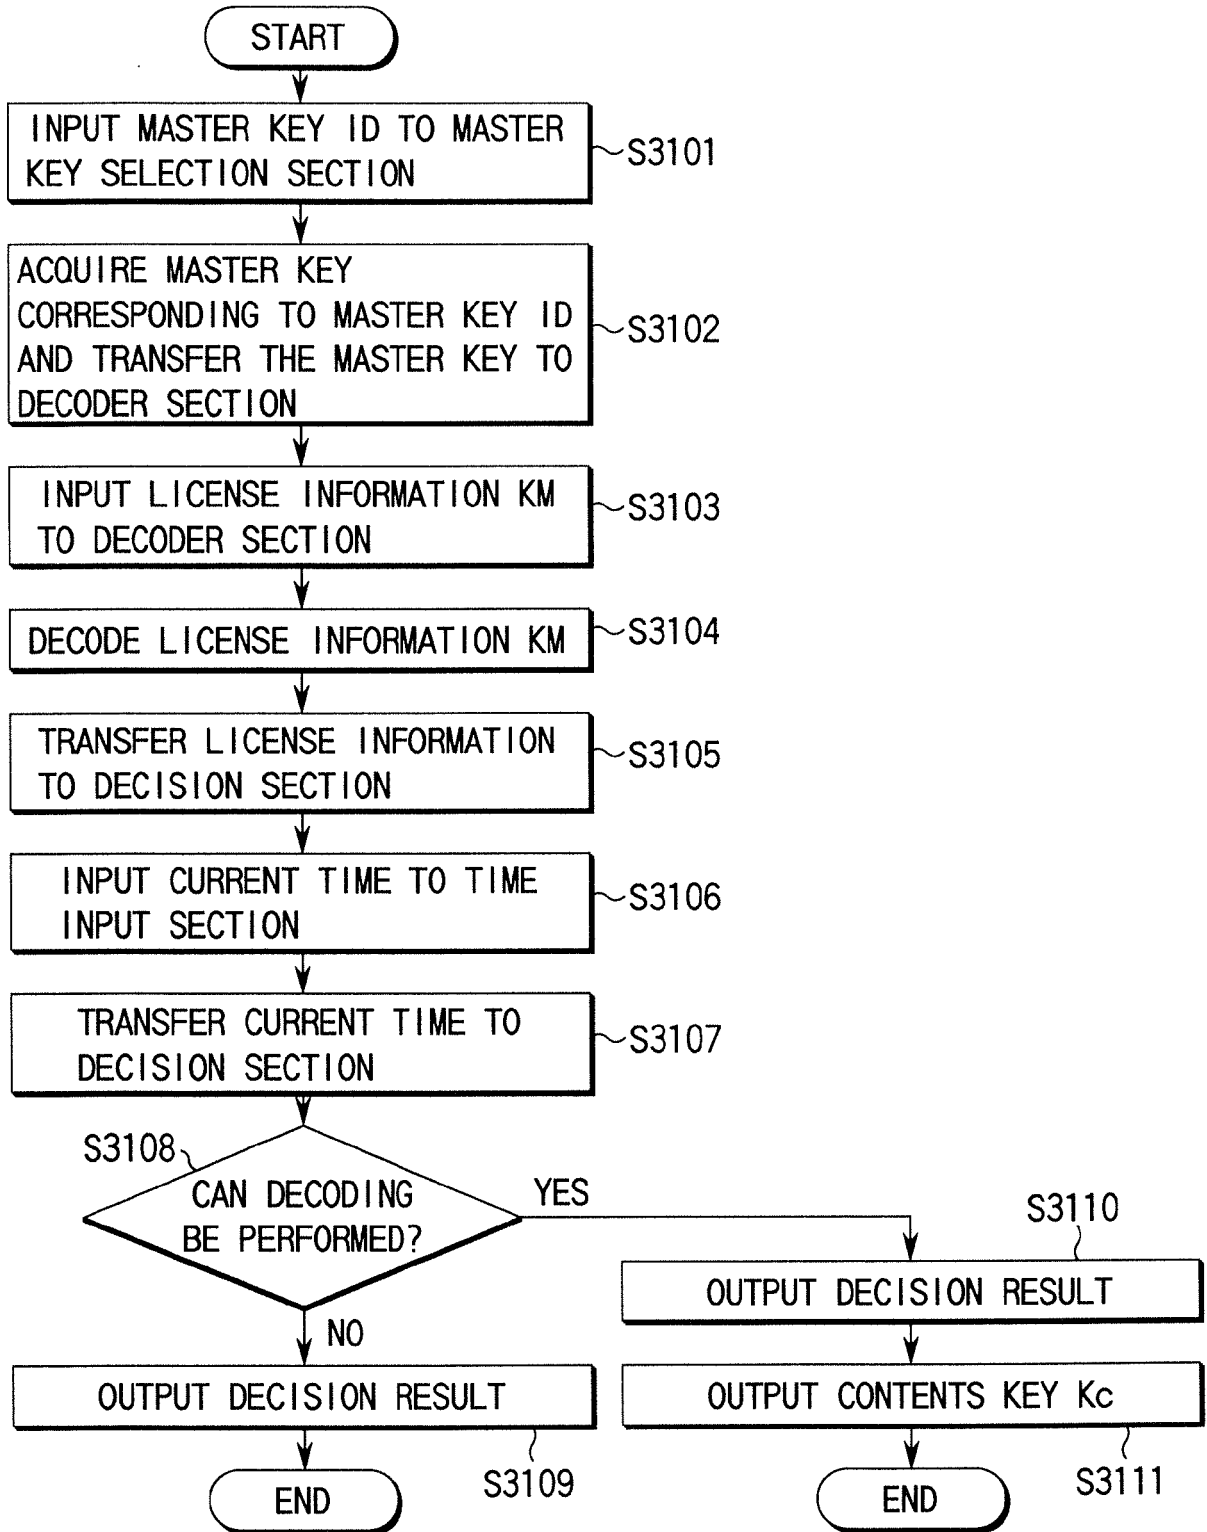 START
INPUT MASTER KEY ID TO MASTER
KEY SELECTION SECTION
S3101
ACQUIRE MASTER KEY
CORRESPONDING TO MASTER KEY ID
AND TRANSFER THE MASTER KEY TO
DECODER SECTION
S3102
INPUT LICENSE INFORMATION KM
TO DECODER SECTION
S3103
DECODE LICENSE INFORMATION KM
S3104
TRANSFER LICENSE INFORMATION
TO DECISION SECTION
S3105
INPUT CURRENT TIME TO TIME
INPUT SECTION
S3106
TRANSFER CURRENT TIME TO
DECISION SECTION
S3107
S3108
CAN DECODING
BE PERFORMED?
YES
NO
OUTPUT DECISION RESULT
S3109
END
S3110
OUTPUT DECISION RESULT
OUTPUT CONTENTS KEY Kc
S3111
END